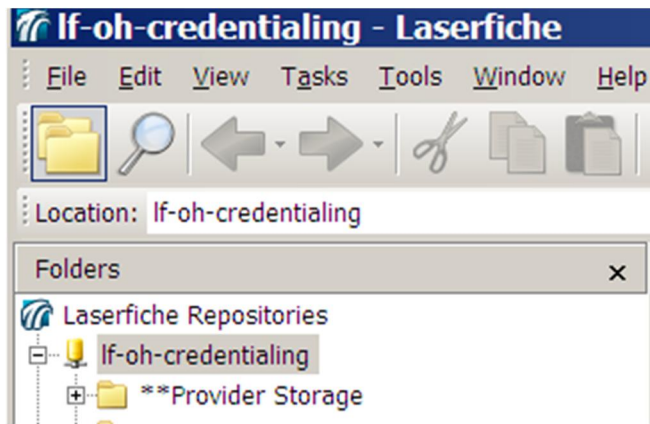 lf-oh-credentialing - Laserfiche
File Edit View Tasks Tools Window Help
Location: lf-oh-credentialing
Folders x
Laserfiche Repositories
lf-oh-credentialing
**Provider Storage